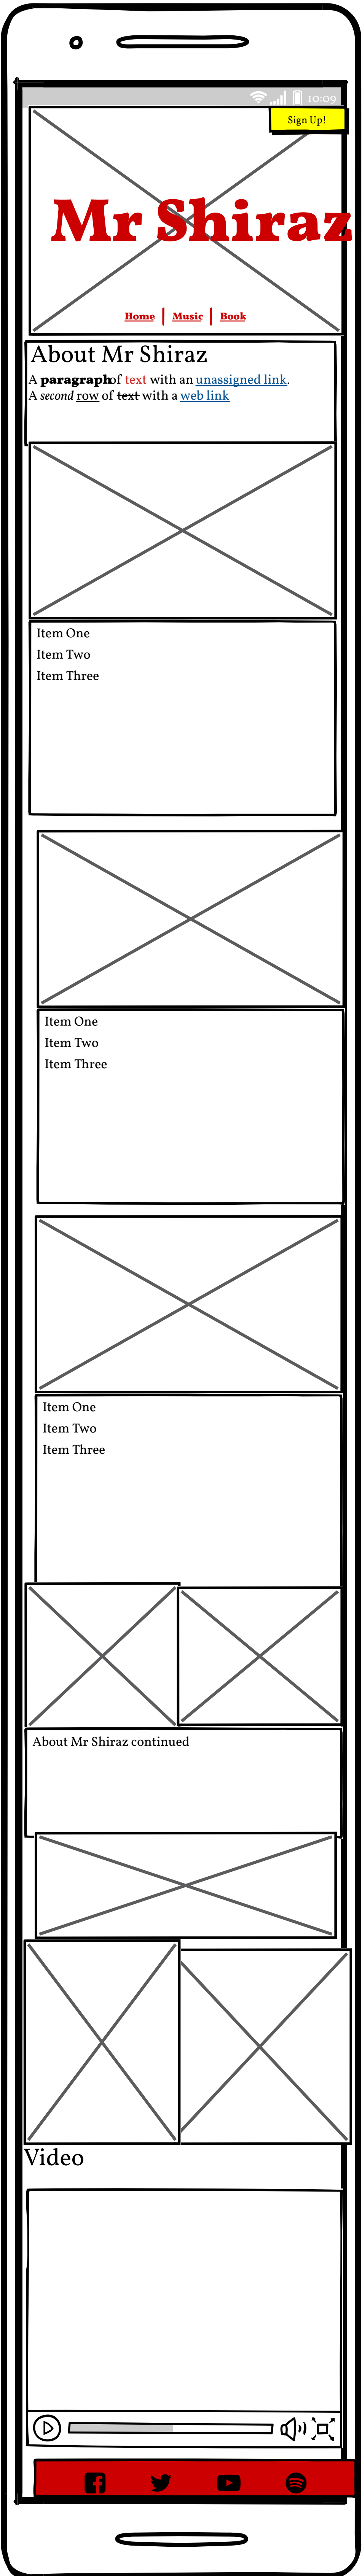 10:09
Sign Up!
Mr Shiraz
Home | Music | Book
About Mr Shiraz
A paragraph of text with an unassigned link.
A second row of text with a web link
Item One
Item Two
Item Three
Item One
Item Two
Item Three
Item One
Item Two
Item Three
About Mr Shiraz continued
Video